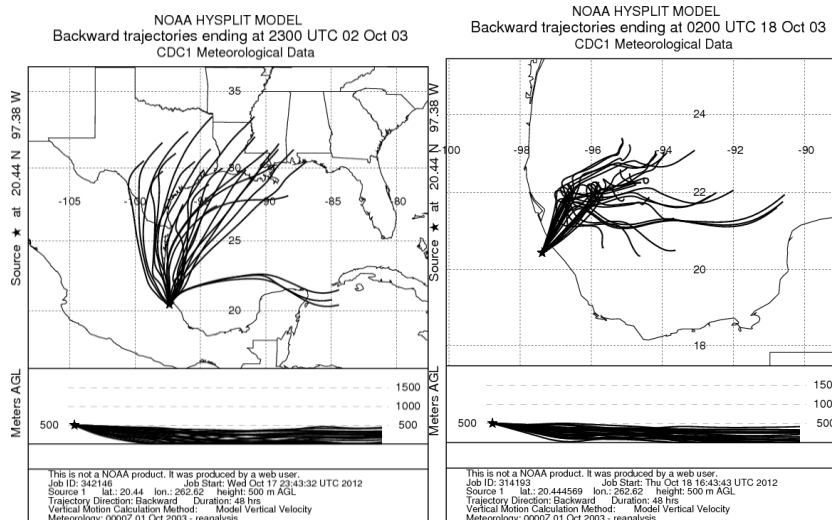 NOAA HYSPLIT MODEL
Backward trajectories ending at 2300 UTC 02 Oct 03
CDC1 Meteorological Data
Source ★ at 20.44 N 97.38 W
35
30
-105
-100
-95
-90
-85
-80
25
20
Meters AGL
500
1500
1000
500
This is not a NOAA product. It was produced by a web user.
Job ID: 342146 Job Start: Wed Oct 17 23:43:32 UTC 2012
Source 1 lat.: 20.44 lon.: 262.62 height: 500 m AGL
Trajectory Direction: Backward Duration: 48 hrs
Vertical Motion Calculation Method: Model Vertical Velocity
Meteorology: 0000Z 01 Oct 2003 - reanalysis
NOAA HYSPLIT MODEL
Backward trajectories ending at 0200 UTC 18 Oct 03
CDC1 Meteorological Data
Source ★ at 20.44 N 97.38 W
24
-100
-98
-96
-94
-92
-90
22
20
18
Meters AGL
500
150
100
500
This is not a NOAA product. It was produced by a web user.
Job ID: 314193 Job Start: Thu Oct 18 16:43:43 UTC 2012
Source 1 lat.: 20.444569 lon.: 262.62 height: 500 m AGL
Trajectory Direction: Backward Duration: 48 hrs
Vertical Motion Calculation Method: Model Vertical Velocity
Meteorology: 0000Z 01 Oct 2003 - reanalysis